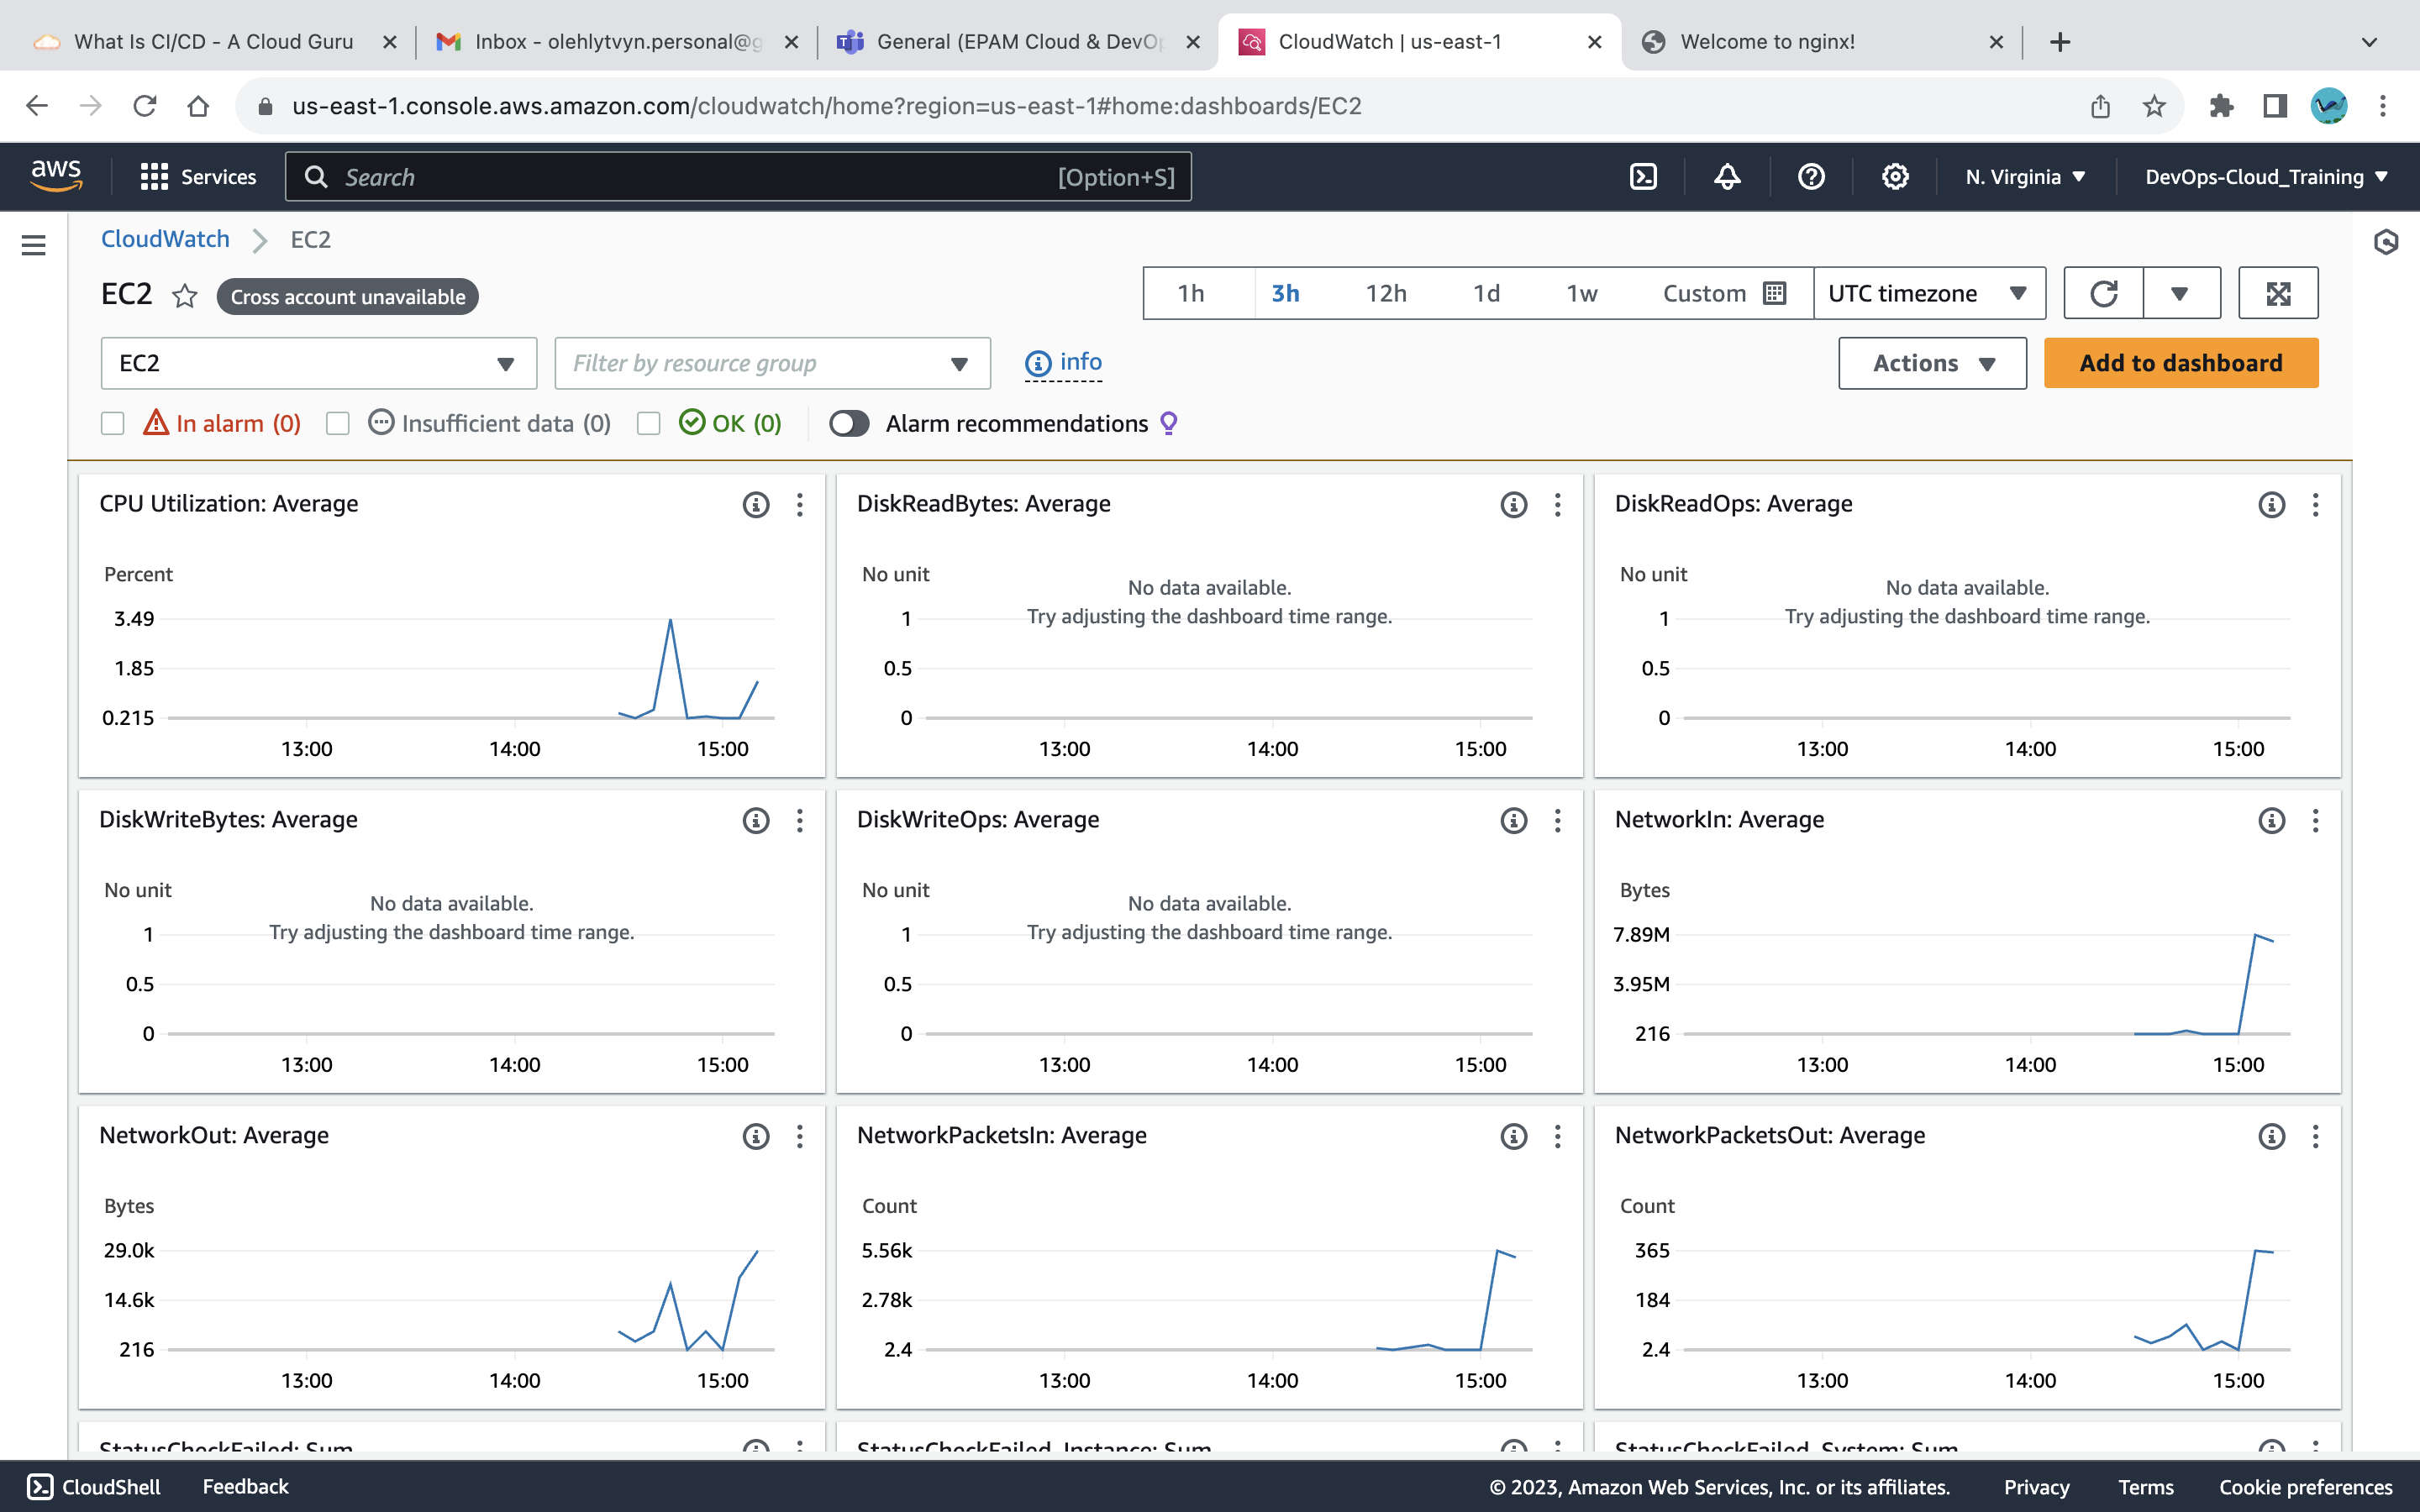 What Is CI/CD - A Cloud Guru
Inbox - olehlytvyn.personal@g
General (EPAM Cloud & DevOp
CloudWatch | us-east-1
Welcome to nginx!
us-east-1.console.aws.amazon.com/cloudwatch/home?region=us-east-1#home:dashboards/EC2
aws
Services
Search
[Option+S]
N. Virginia
DevOps-Cloud_Training
CloudWatch
EC2
EC2
Cross account unavailable
1h
3h
12h
1d
1w
Custom
UTC timezone
EC2
Filter by resource group
info
Actions
Add to dashboard
In alarm (0)
Insufficient data (0)
OK (0)
Alarm recommendations
CPU Utilization: Average
Percent
3.49
1.85
0.215
13:00
14:00
15:00
DiskReadBytes: Average
No unit
No data available.
Try adjusting the dashboard time range.
1
0.5
0
13:00
14:00
15:00
DiskReadOps: Average
No unit
No data available.
Try adjusting the dashboard time range.
1
0.5
0
13:00
14:00
15:00
DiskWriteBytes: Average
No unit
No data available.
Try adjusting the dashboard time range.
1
0.5
0
13:00
14:00
15:00
DiskWriteOps: Average
No unit
No data available.
Try adjusting the dashboard time range.
1
0.5
0
13:00
14:00
15:00
NetworkIn: Average
Bytes
7.89M
3.95M
216
13:00
14:00
15:00
NetworkOut: Average
Bytes
29.0k
14.6k
216
13:00
14:00
15:00
NetworkPacketsIn: Average
Count
5.56k
2.78k
2.4
13:00
14:00
15:00
NetworkPacketsOut: Average
Count
365
184
2.4
13:00
14:00
15:00
StatusCheckFailed: Sum
StatusCheckFailed_Instance: Sum
StatusCheckFailed_System: Sum
CloudShell
Feedback
© 2023, Amazon Web Services, Inc. or its affiliates.
Privacy
Terms
Cookie preferences